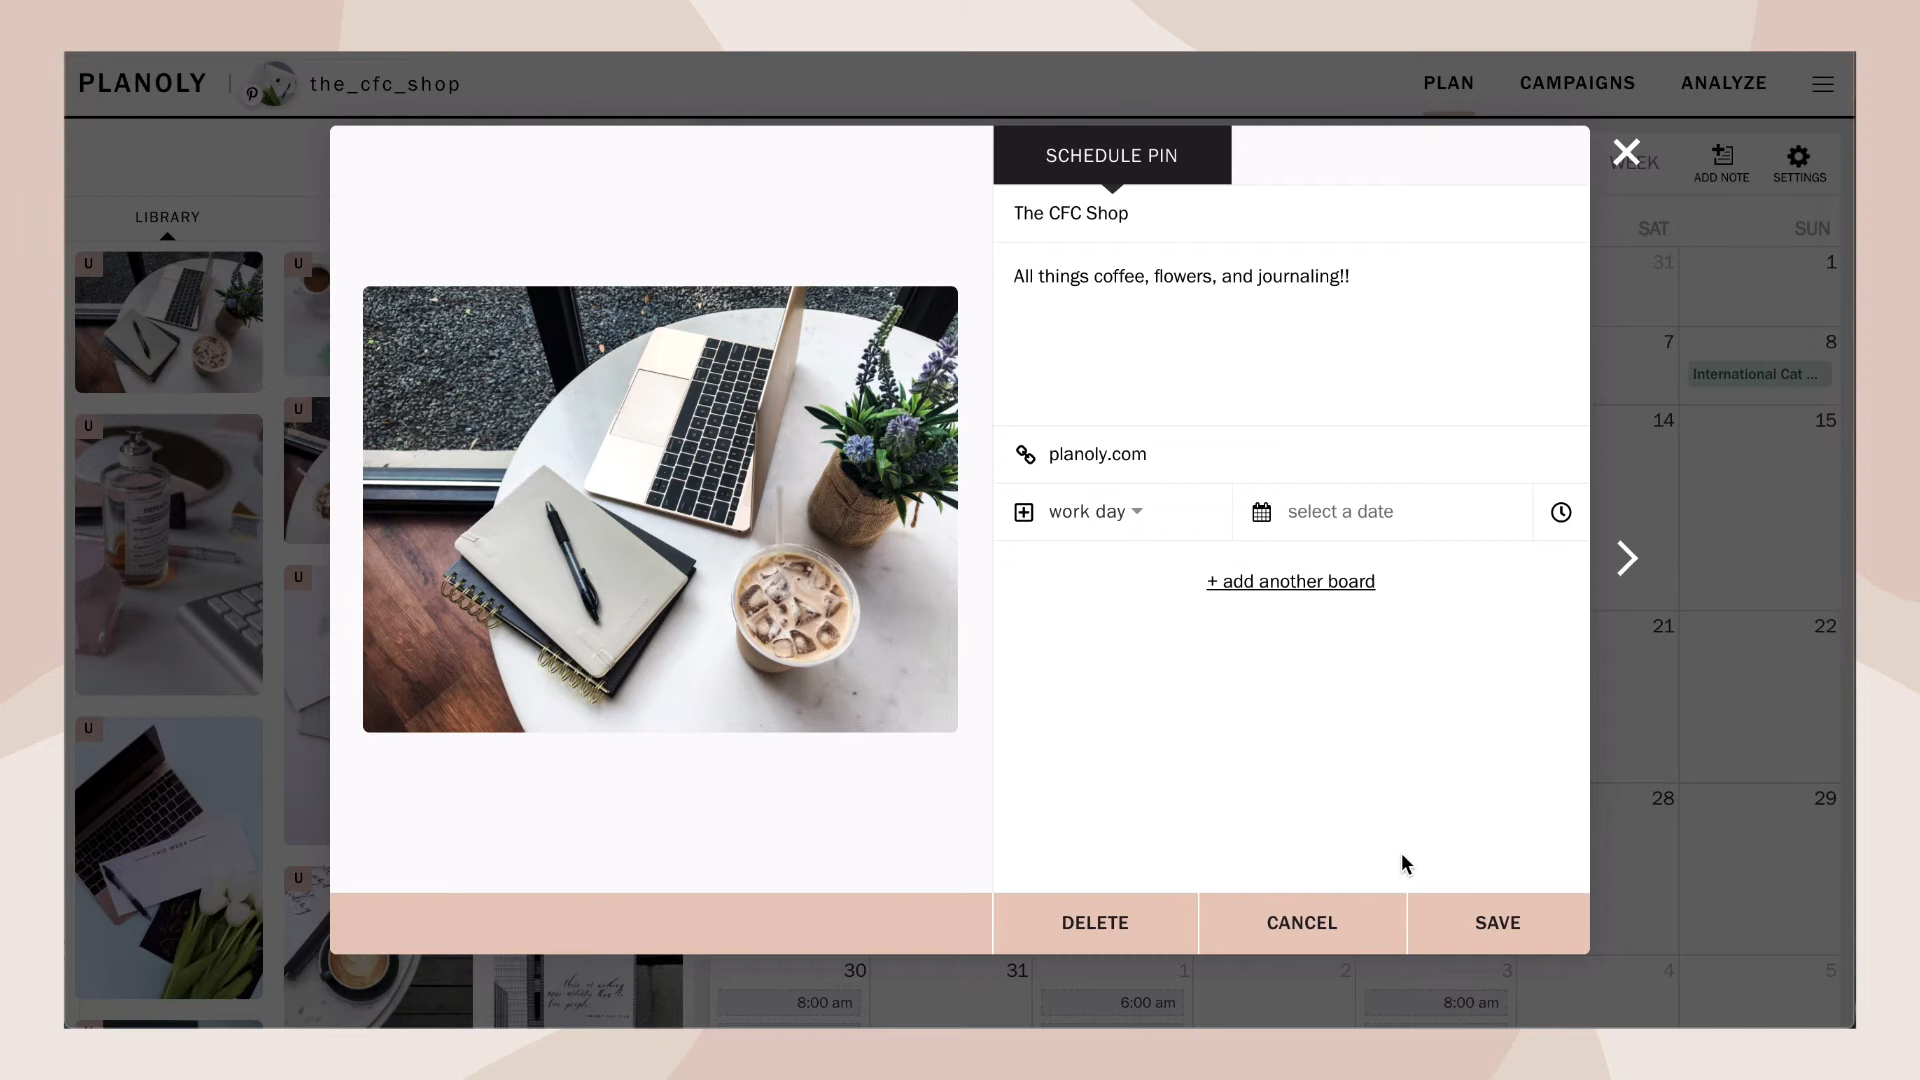 PLANOLY
the_cfc_shop
PLAN
CAMPAIGNS
ANALYZE
SCHEDULE PIN
WEEK
ADD NOTE
SETTINGS
LIBRARY
The CFC Shop
SAT
SUN
U
U
31
1
All things coffee, flowers, and journaling!!
7
8
International Cat ...
U
U
14
15
planoly.com
work day
select a date
U
+ add another board
21
22
U
THIS WEEK
28
29
U
DELETE
CANCEL
SAVE
30
31
1
2
3
4
5
8:00 am
6:00 am
8:00 am
U